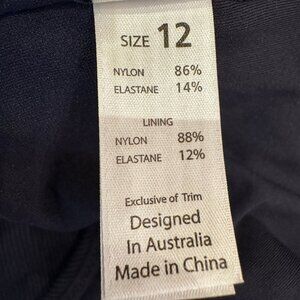 SIZE 12
NYLON 86%
ELASTANE 14%
LINING
NYLON 88%
ELASTANE 12%
Exclusive of Trim
Designed
In Australia
Made in China